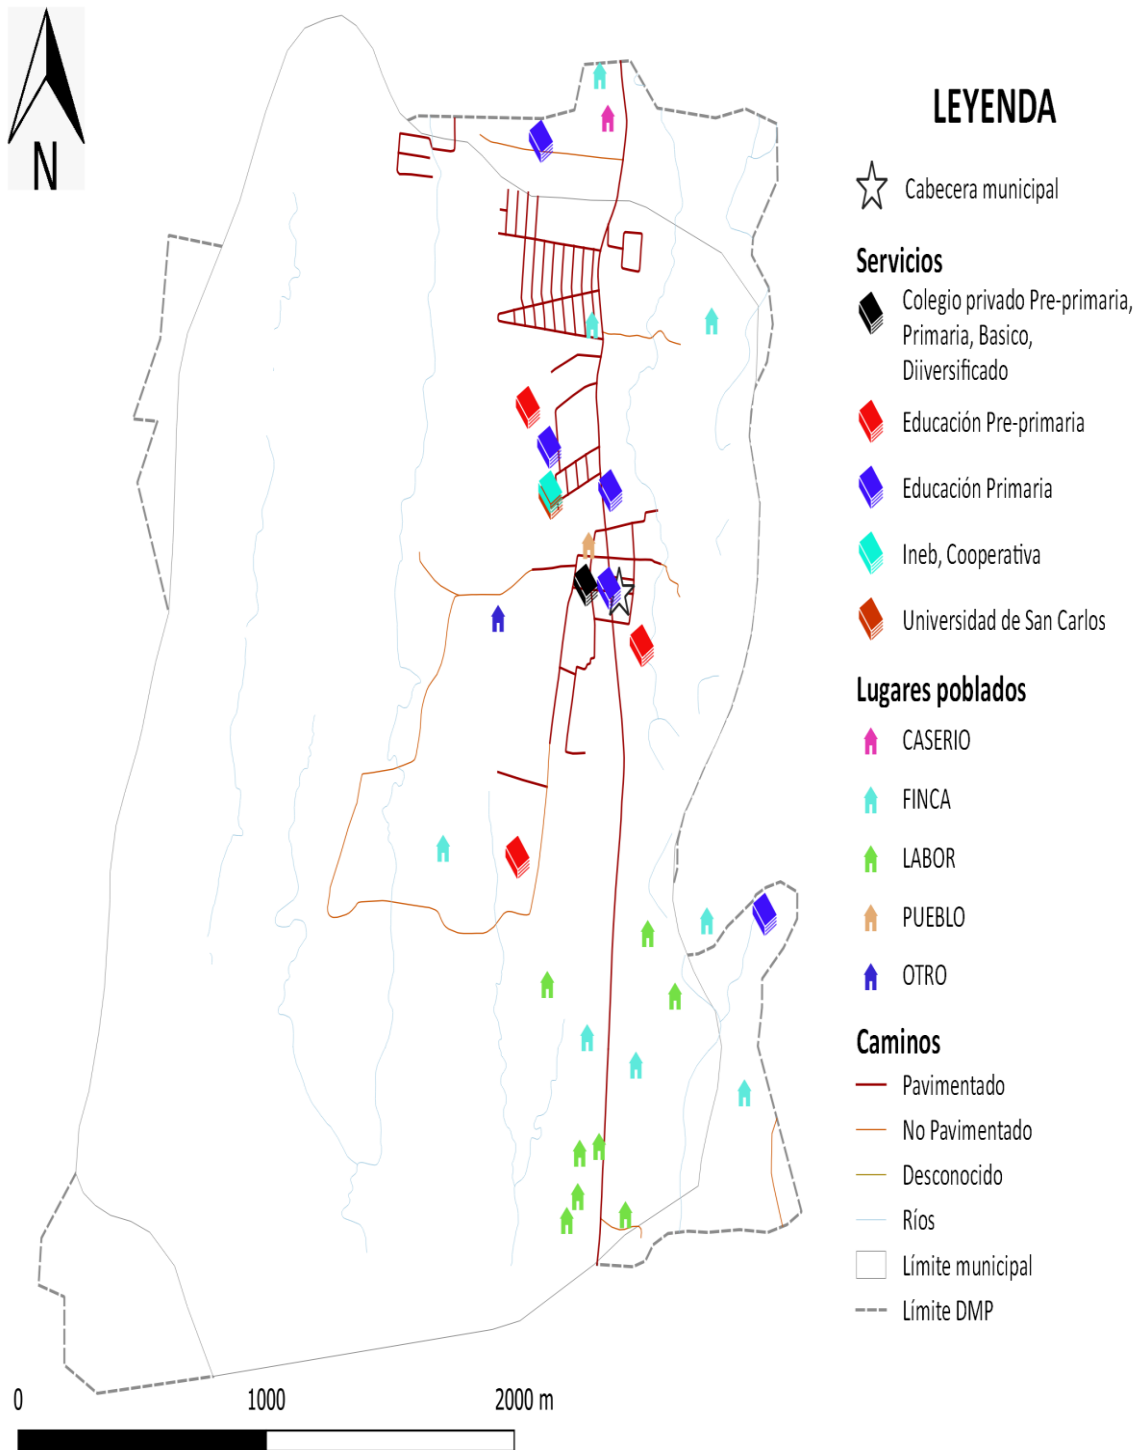 N
LEYENDA
Cabecera municipal
Servicios
Colegio privado Pre-primaria,
Primaria, Basico,
Diiversificado
Educación Pre-primaria
Educación Primaria
Ineb, Cooperativa
Universidad de San Carlos
Lugares poblados
CASERIO
FINCA
LABOR
PUEBLO
OTRO
Caminos
Pavimentado
No Pavimentado
Desconocido
Ríos
Límite municipal
Límite DMP
0 1000 2000 m